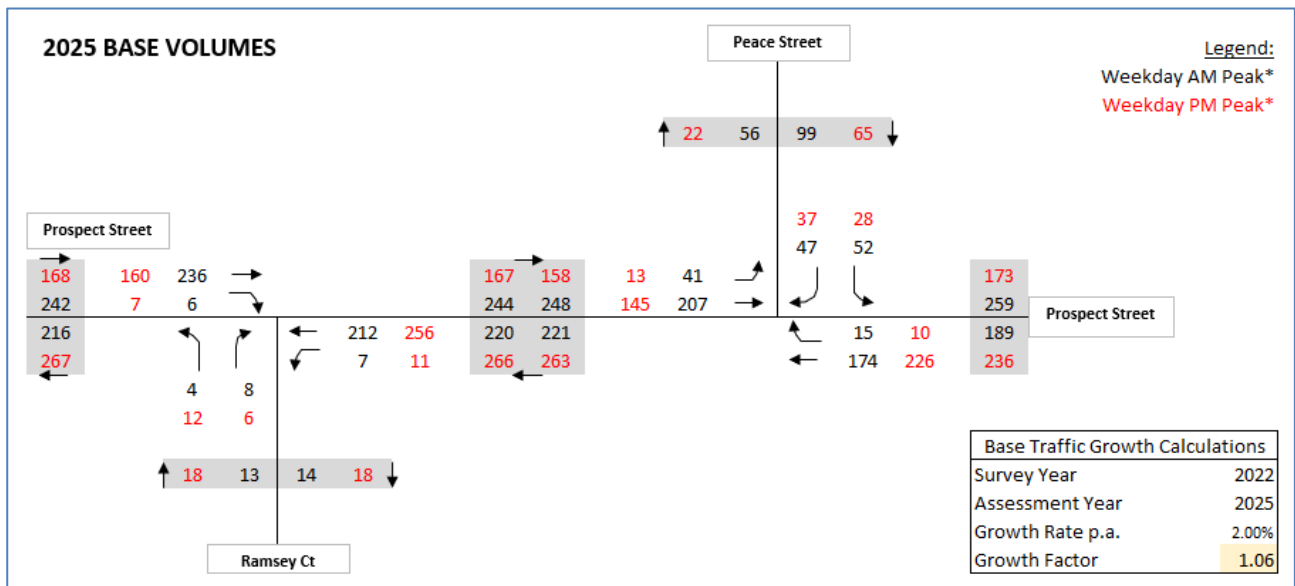 2025 BASE VOLUMES
Peace Street
Legend:
Weekday AM Peak*
Weekday PM Peak*
22 56 99 65
37 28
47 52
Prospect Street
168 160 236 167 158 13 41 173
242 7 6 244 248 145 207 259
Prospect Street
216 212 256 220 221 15 10 189
267 7 11 266 263 174 226 236
4 8
12 6
18 13 14 18
Ramsey Ct
Base Traffic Growth Calculations
Survey Year 2022
Assessment Year 2025
Growth Rate p.a. 2.00%
Growth Factor 1.06